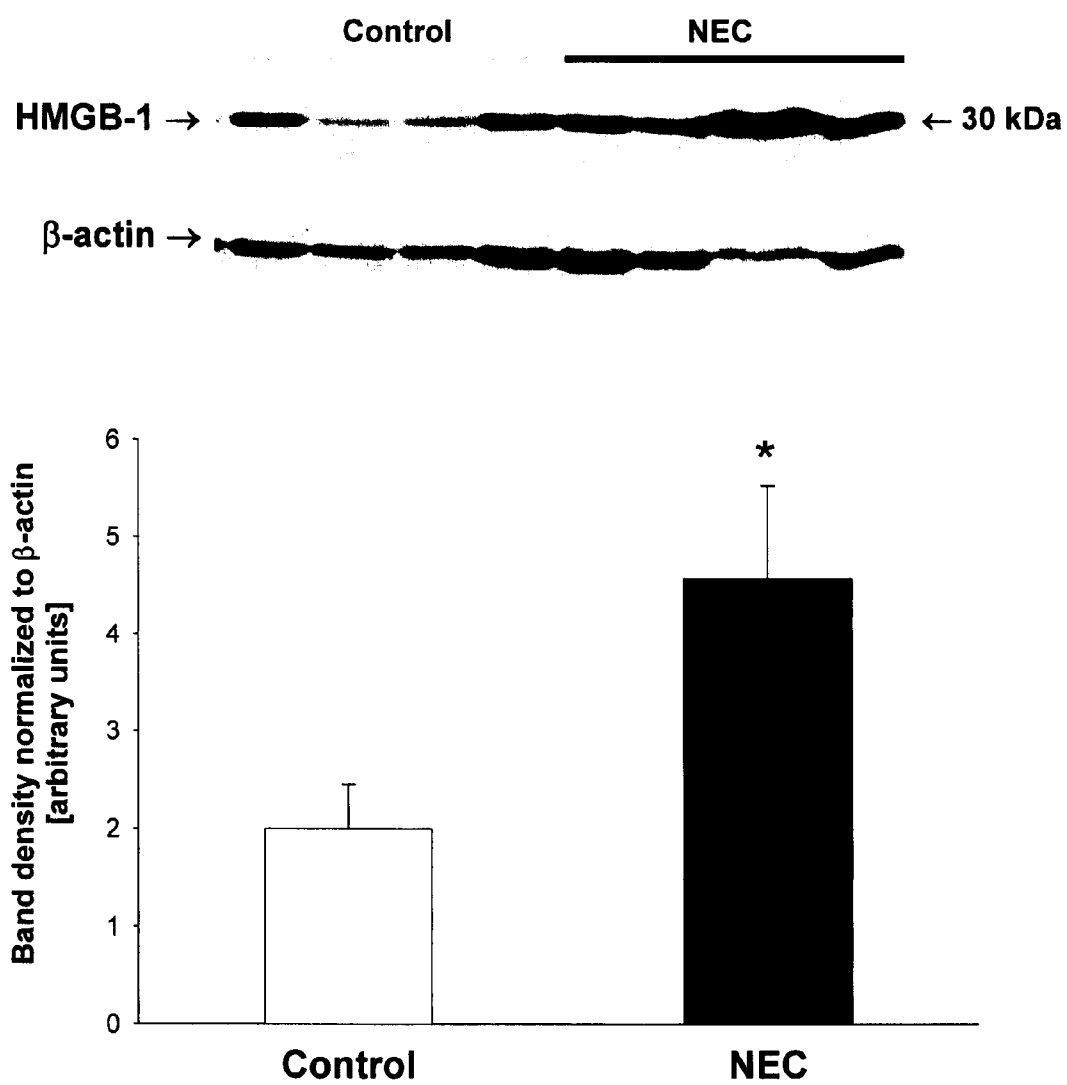 Control NEC
HMGB-1 → ← 30 kDa
β-actin →
6
*
5
4
3
2
1
0
Band density normalized to β-actin
[arbitrary units]
Control NEC